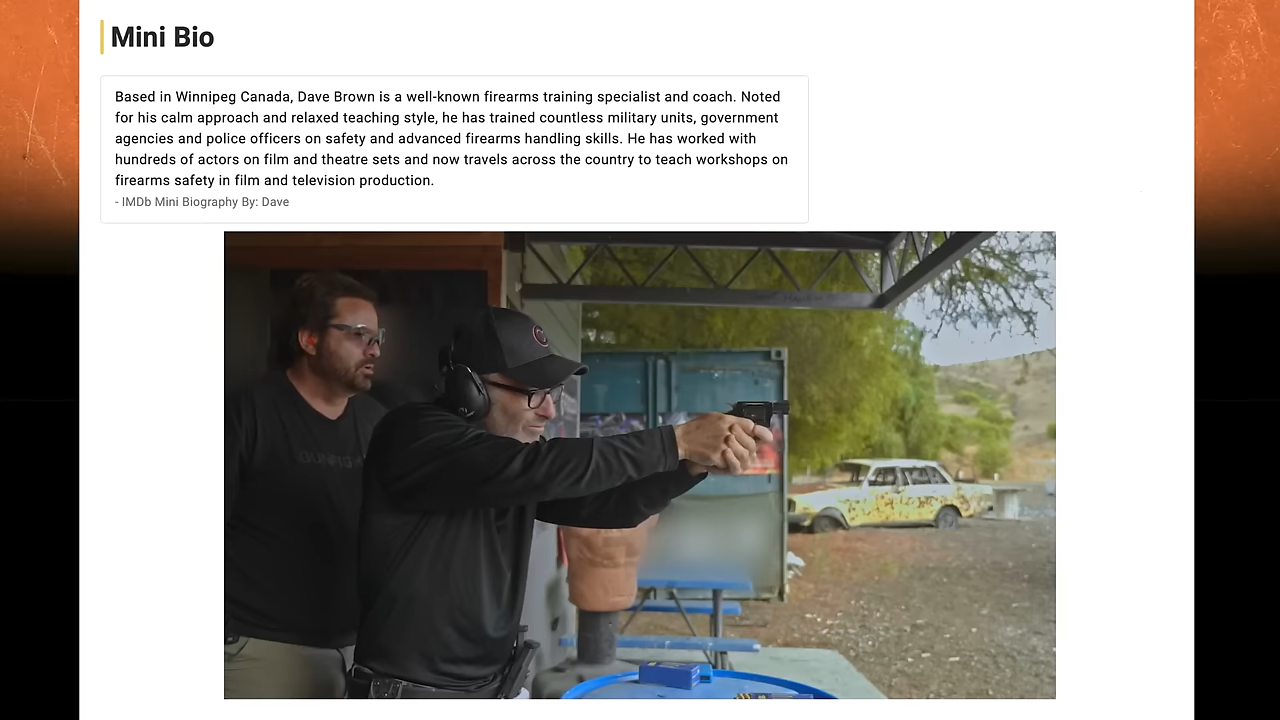 Mini Bio
Based in Winnipeg Canada, Dave Brown is a well-known firearms training specialist and coach. Noted
for his calm approach and relaxed teaching style, he has trained countless military units, government
agencies and police officers on safety and advanced firearms handling skills. He has worked with
hundreds of actors on film and theatre sets and now travels across the country to teach workshops on
firearms safety in film and television production.
- IMDb Mini Biography By: Dave